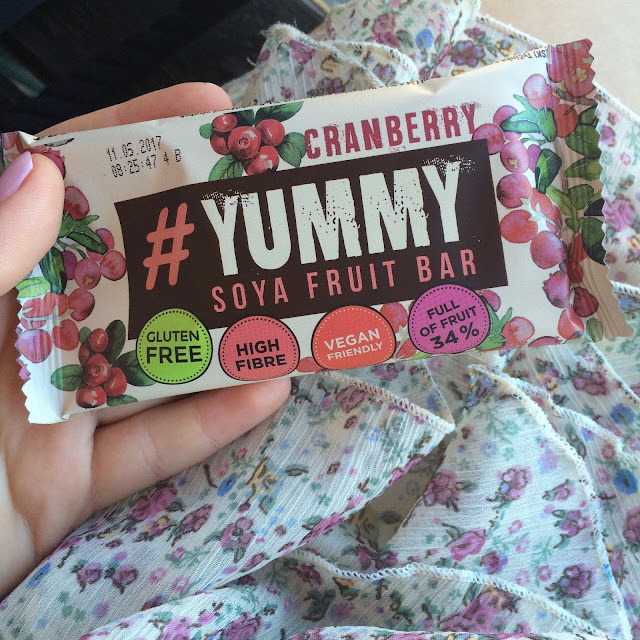 11.05.2017
08:25:47 4 B
CRANBERRY
#YUMMY
SOYA FRUIT BAR
GLUTEN
FREE
HIGH
FIBRE
VEGAN
FRIENDLY
FULL
OF FRUIT
34%